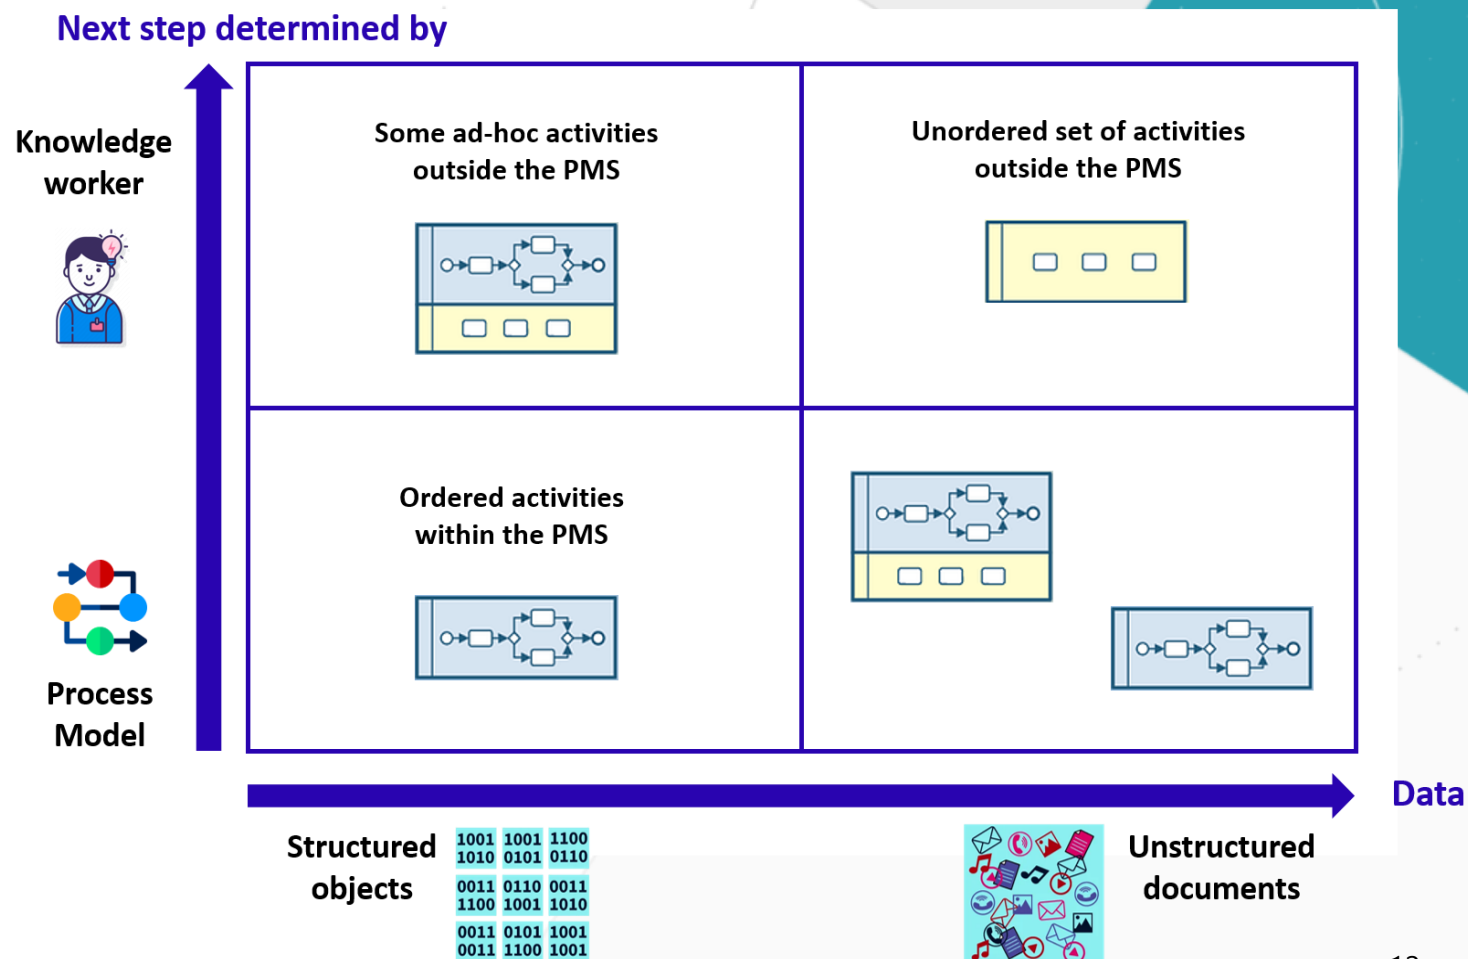 Next step determined by
Knowledge
worker
Some ad-hoc activities
outside the PMS
Unordered set of activities
outside the PMS
Ordered activities
within the PMS
Process
Model
Data
Structured
objects
1001 1001 1100
1010 0101 0110
0011 0110 0011
1100 1001 1010
0011 0101 1001
0011 1100 1001
Unstructured
documents